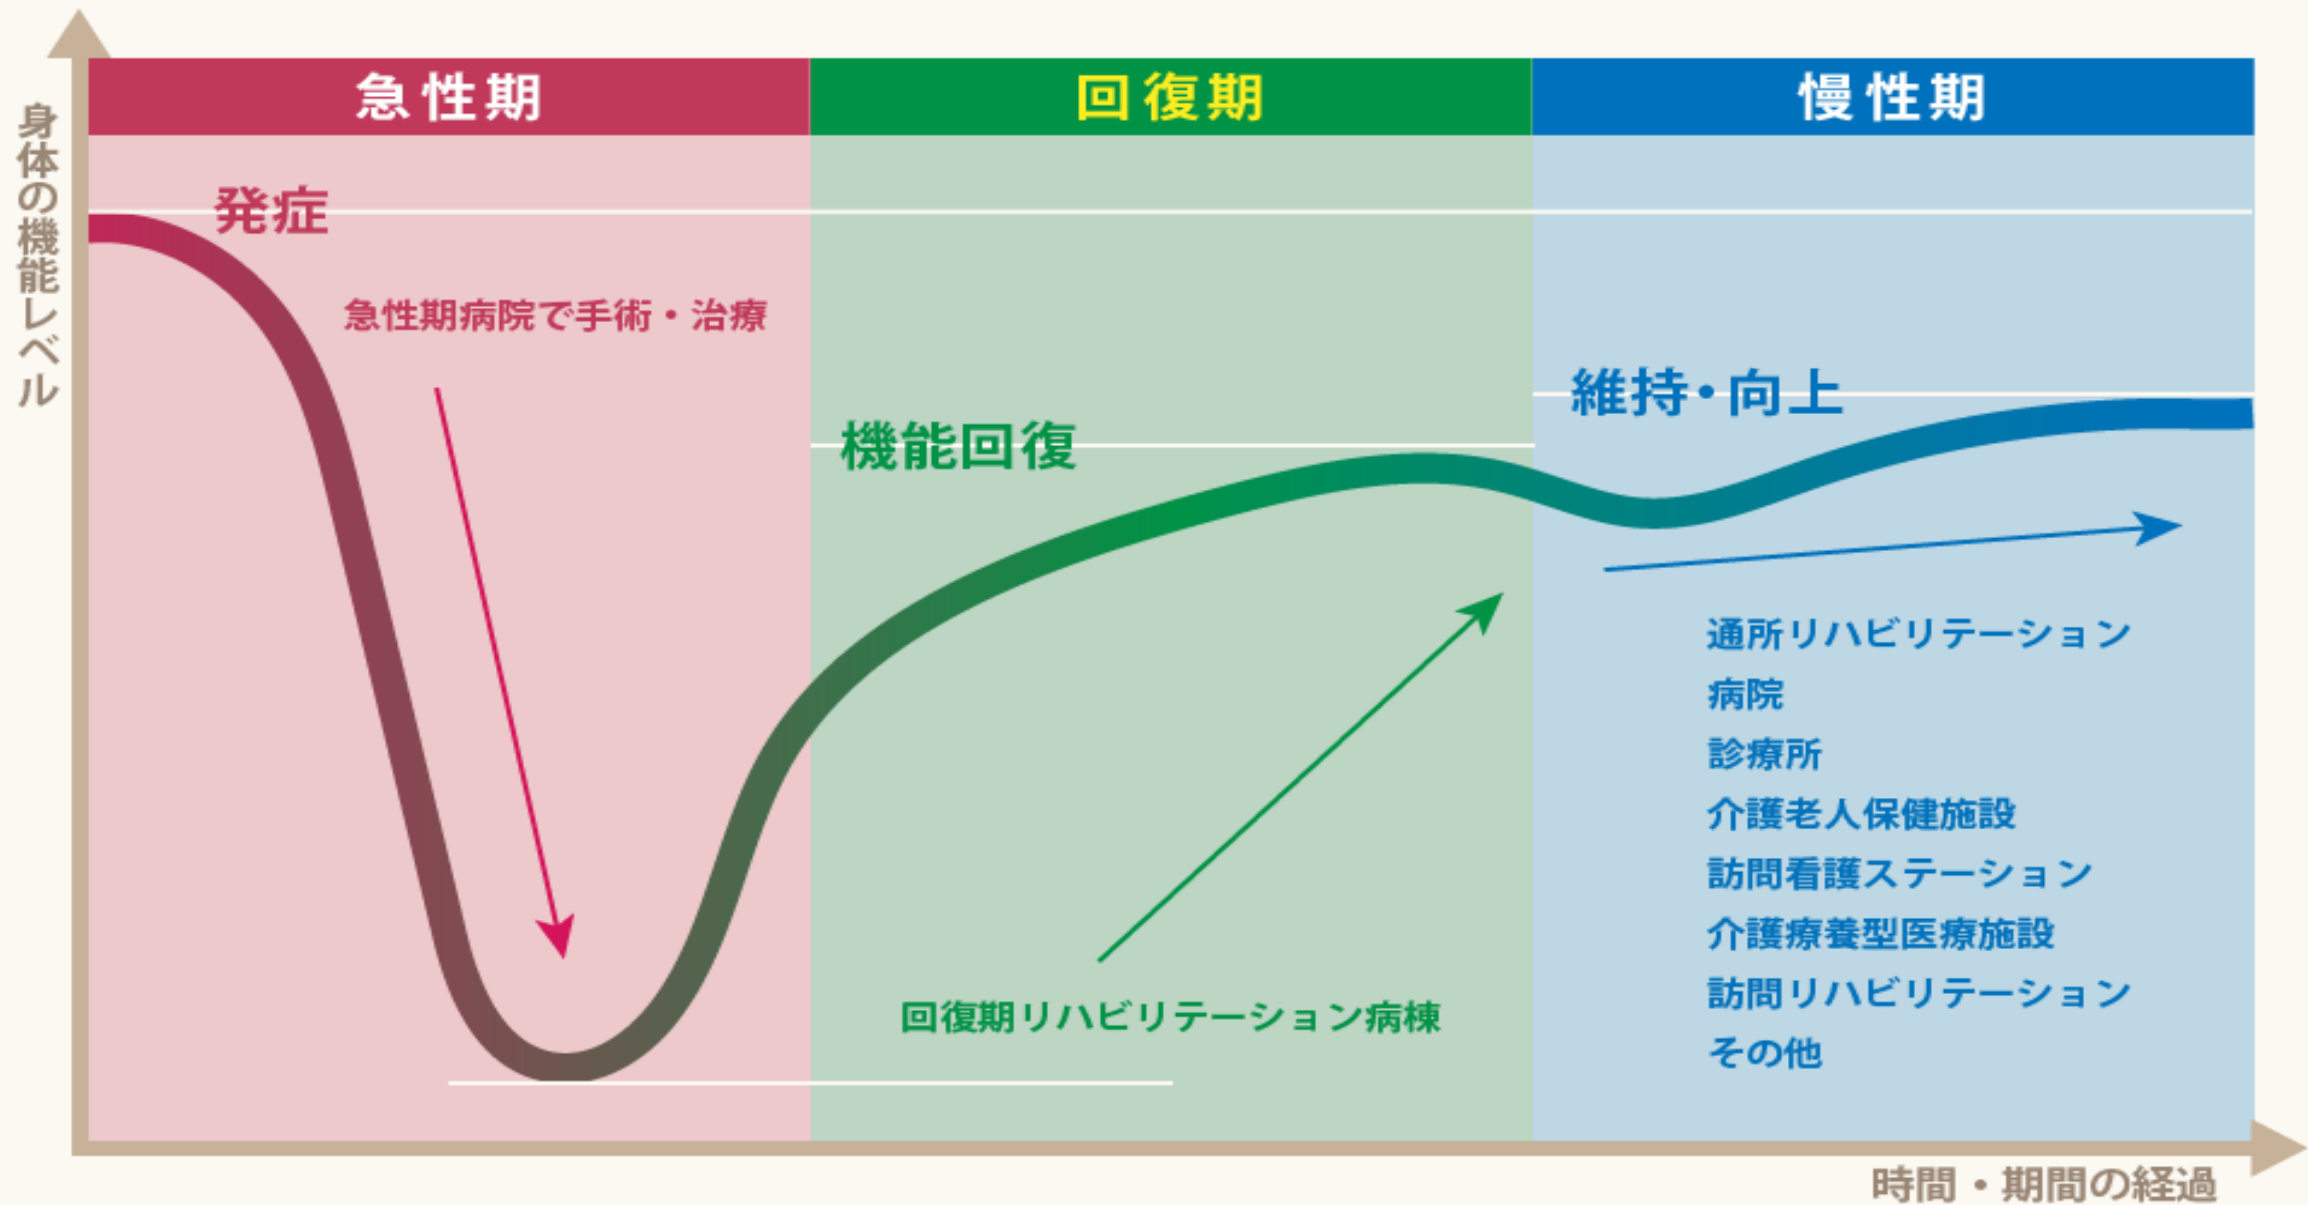 身体の機能レベル
急性期
回復期
慢性期
発症
急性期病院で手術・治療
機能回復
回復期リハビリテーション病棟
維持・向上
通所リハビリテーション
病院
診療所
介護老人保健施設
訪問看護ステーション
介護療養型医療施設
訪問リハビリテーション
その他
時間・期間の経過